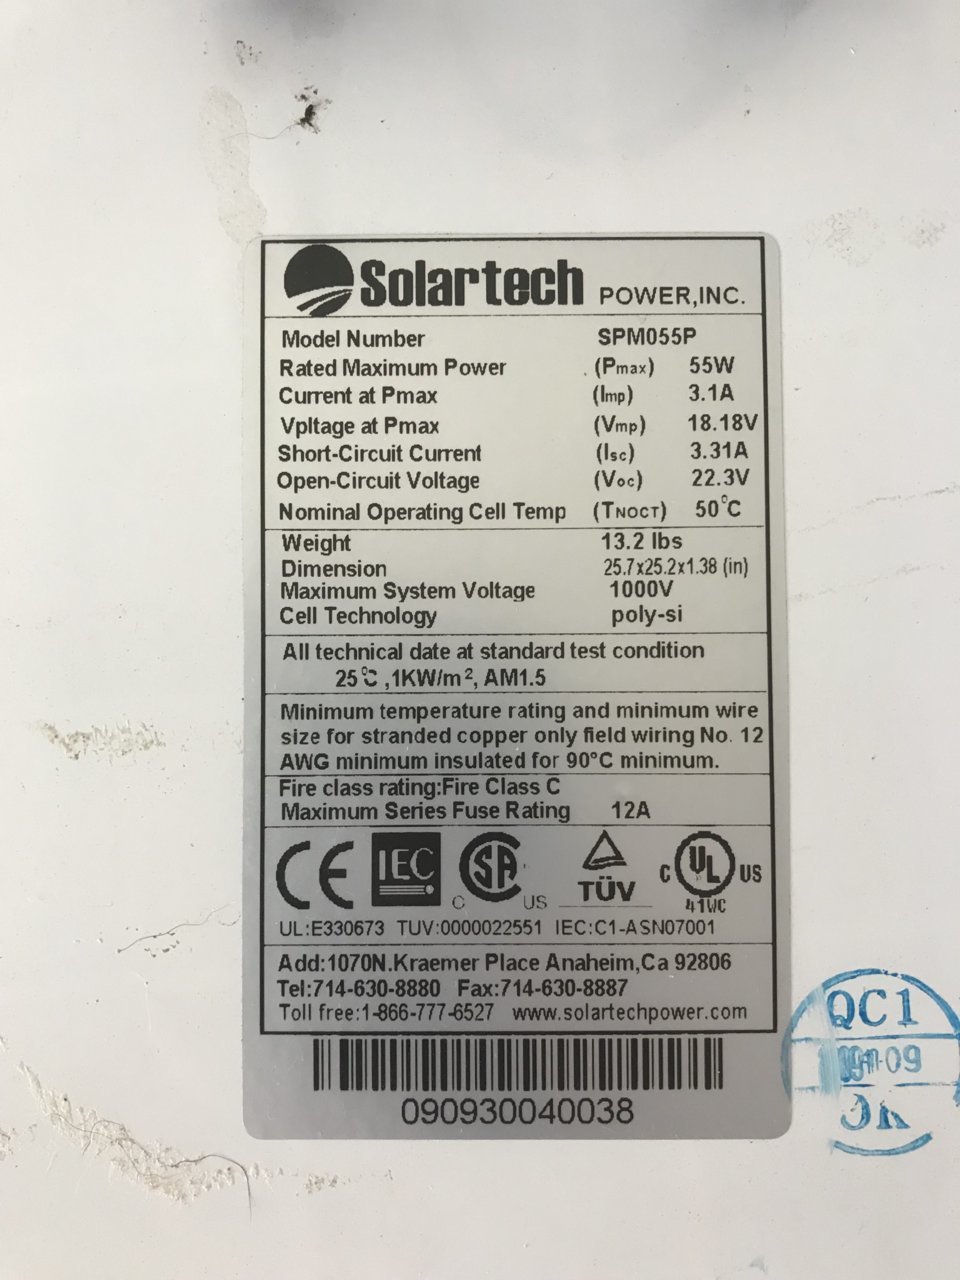 Solartech POWER,INC.
Model Number SPM055P
Rated Maximum Power (Pmax) 55W
Current at Pmax (Imp) 3.1A
Vpltage at Pmax (Vmp) 18.18V
Short-Circuit Current (Isc) 3.31A
Open-Circuit Voltage (Voc) 22.3V
Nominal Operating Cell Temp (TNOCT) 50°C
Weight 13.2 lbs
Dimension 25.7x25.2x1.38 (in)
Maximum System Voltage 1000V
Cell Technology poly-si
All technical date at standard test condition
25℃ ,1KW/m², AM1.5
Minimum temperature rating and minimum wire
size for stranded copper only field wiring No. 12
AWG minimum insulated for 90°C minimum.
Fire class rating:Fire Class C
Maximum Series Fuse Rating 12A
CE IEC C SA US TÜV C UL US
41WC
UL:E330673 TUV:0000022551 IEC:C1-ASN07001
Add:1070N.Kraemer Place Anaheim,Ca 92806
Tel:714-630-8880 Fax:714-630-8887
Toll free:1-866-777-6527 www.solartechpower.com
090930040038
QC1
OK